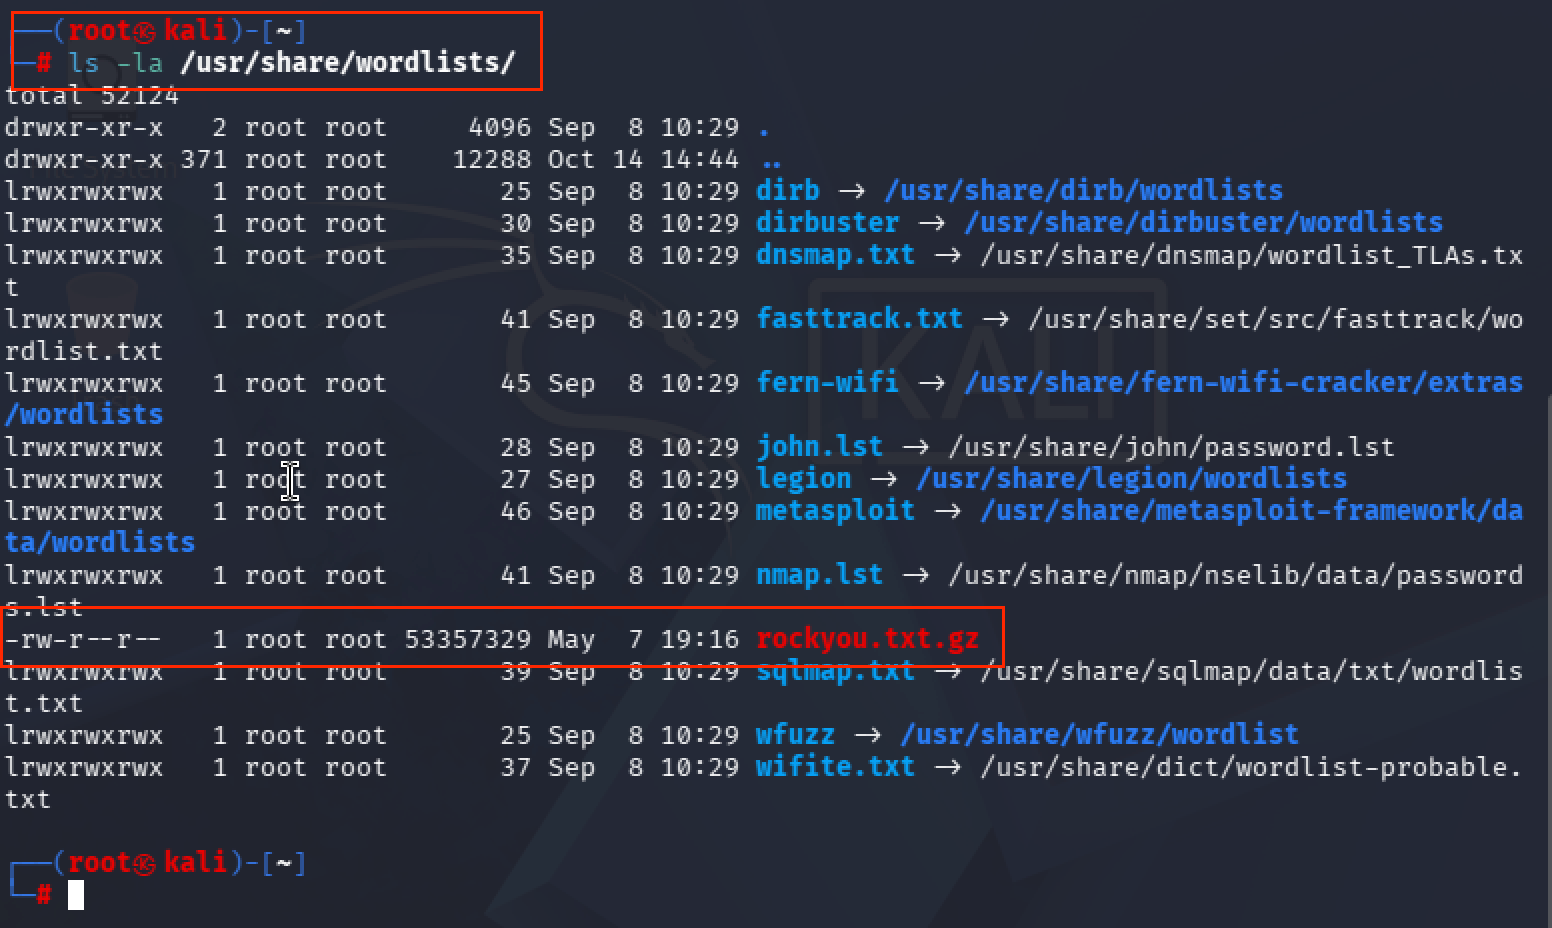 ┌──(root㉿kali)-[~]
└─# ls -la /usr/share/wordlists/
total 52124
drwxr-xr-x   2 root root     4096 Sep  8 10:29 .
drwxr-xr-x 371 root root    12288 Oct 14 14:44 ..
lrwxrwxrwx   1 root root       25 Sep  8 10:29 dirb → /usr/share/dirb/wordlists
lrwxrwxrwx   1 root root       30 Sep  8 10:29 dirbuster → /usr/share/dirbuster/wordlists
lrwxrwxrwx   1 root root       35 Sep  8 10:29 dnsmap.txt → /usr/share/dnsmap/wordlist_TLAs.tx
t
lrwxrwxrwx   1 root root       41 Sep  8 10:29 fasttrack.txt → /usr/share/set/src/fasttrack/wo
rdlist.txt
lrwxrwxrwx   1 root root       45 Sep  8 10:29 fern-wifi → /usr/share/fern-wifi-cracker/extras
/wordlists
lrwxrwxrwx   1 root root       28 Sep  8 10:29 john.lst → /usr/share/john/password.lst
lrwxrwxrwx   1 root root       27 Sep  8 10:29 legion → /usr/share/legion/wordlists
lrwxrwxrwx   1 root root       46 Sep  8 10:29 metasploit → /usr/share/metasploit-framework/da
ta/wordlists
lrwxrwxrwx   1 root root       41 Sep  8 10:29 nmap.lst → /usr/share/nmap/nselib/data/password
s.lst
-rw-r--r--   1 root root 53357329 May  7 19:16 rockyou.txt.gz
lrwxrwxrwx   1 root root       39 Sep  8 10:29 sqlmap.txt → /usr/share/sqlmap/data/txt/wordlis
t.txt
lrwxrwxrwx   1 root root       25 Sep  8 10:29 wfuzz → /usr/share/wfuzz/wordlist
lrwxrwxrwx   1 root root       37 Sep  8 10:29 wifite.txt → /usr/share/dict/wordlist-probable.
txt
┌──(root㉿kali)-[~]
└─#
KALI